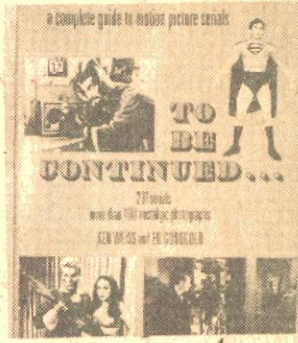 a complete guide to motion picture serials
TO
BE
CONTINUED...
231 serials
more than 400 nostalgic photographs
KEN WEISS and ED GOODGOLD